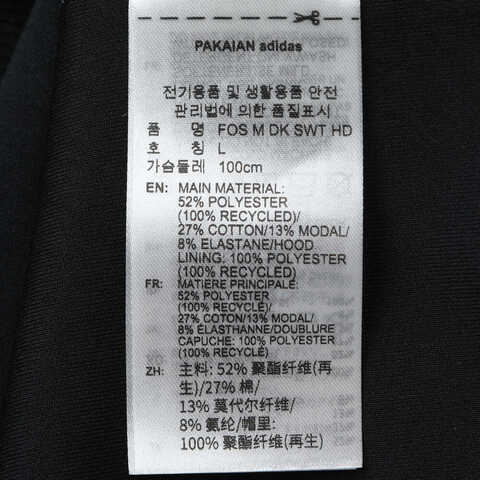 PAKAIAN adidas
전기용품 및 생활용품 안전
관리법에 의한 품질표시
품 명 FOS M DK SWT HD
호 칭 L
가슴둘레 100cm
EN: MAIN MATERIAL:
52% POLYESTER
(100% RECYCLED)/
27% COTTON/13% MODAL/
8% ELASTANE/HOOD
LINING: 100% POLYESTER
(100% RECYCLED)
FR: MATIÈRE PRINCIPALE:
52% POLYESTER
(100% RECYCLÉ)/
27% COTON/13% MODAL/
8% ÉLASTHANNE/DOUBLURE
CAPUCHE: 100% POLYESTER
(100% RECYCLÉ)
ZH: 主料: 52% 聚酯纤维(再
生)/27% 棉/
13% 莫代尔纤维/
8% 氨纶/帽里:
100% 聚酯纤维(再生)